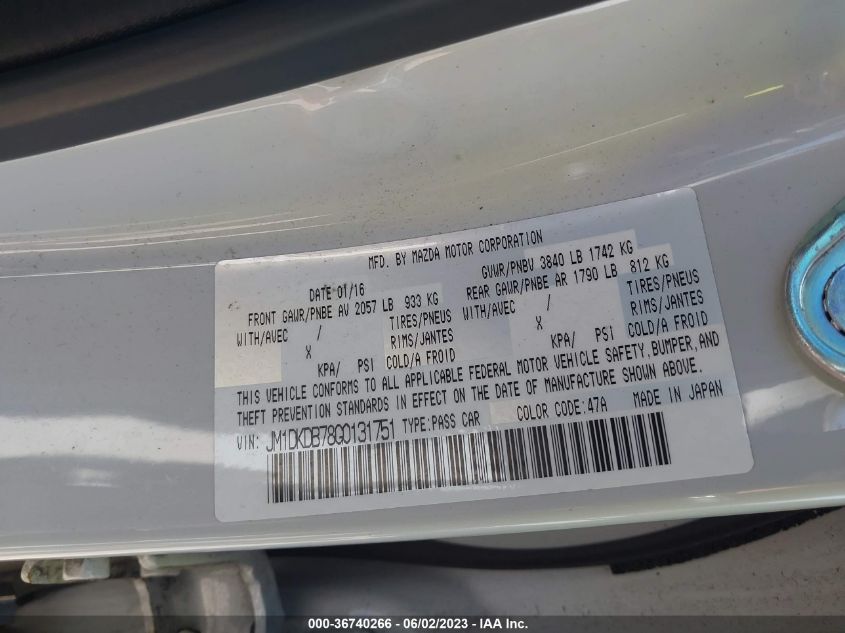 MFD. BY MAZDA MOTOR CORPORATION
DATE 01/16 GVWR/PNBV 3840 LB 1742 KG
FRONT GAWR/PNBE AV 2057 LB 933 KG REAR GAWR/PNBE AR 1790 LB 812 KG
WITH/AVEC / TIRES/PNEUS WITH/AVEC / TIRES/PNEUS
X RIMS/JANTES X RIMS/JANTES
KPA/ PSI COLD/A FROID KPA/ PSI COLD/A FROID
THIS VEHICLE CONFORMS TO ALL APPLICABLE FEDERAL MOTOR VEHICLE SAFETY, BUMPER, AND
THEFT PREVENTION STANDARDS IN EFFECT ON THE DATE OF MANUFACTURE SHOWN ABOVE.
VIN: JM1DKDB78G0131751 TYPE:PASS CAR COLOR CODE:47A MADE IN JAPAN
000-36740266 - 06/02/2023 - IAAI - IAA Inc.